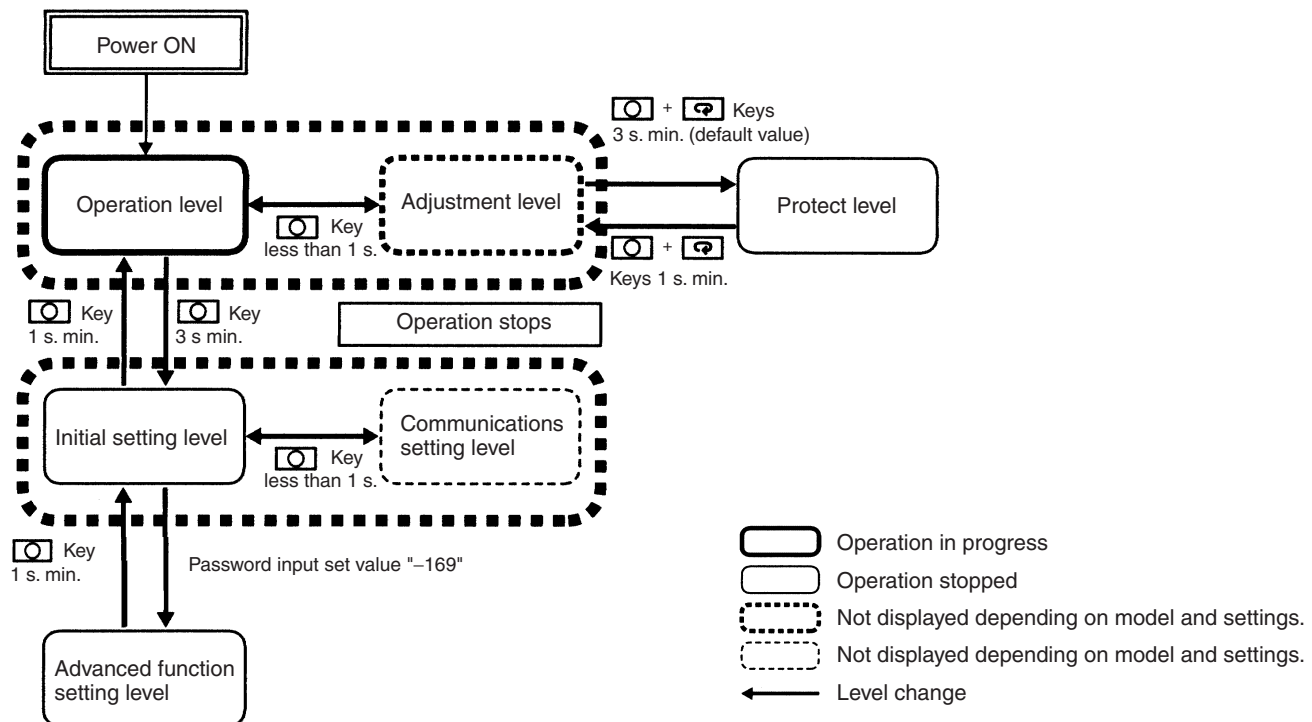 Power ON
+ Keys
3 s. min. (default value)
Operation level
Adjustment level
Protect level
Key
less than 1 s.
+
Keys 1 s. min.
Key
1 s. min.
Key
3 s min.
Operation stops
Initial setting level
Communications
setting level
Key
less than 1 s.
Key
1 s. min.
Password input set value "–169"
Advanced function
setting level
Operation in progress
Operation stopped
Not displayed depending on model and settings.
Not displayed depending on model and settings.
Level change